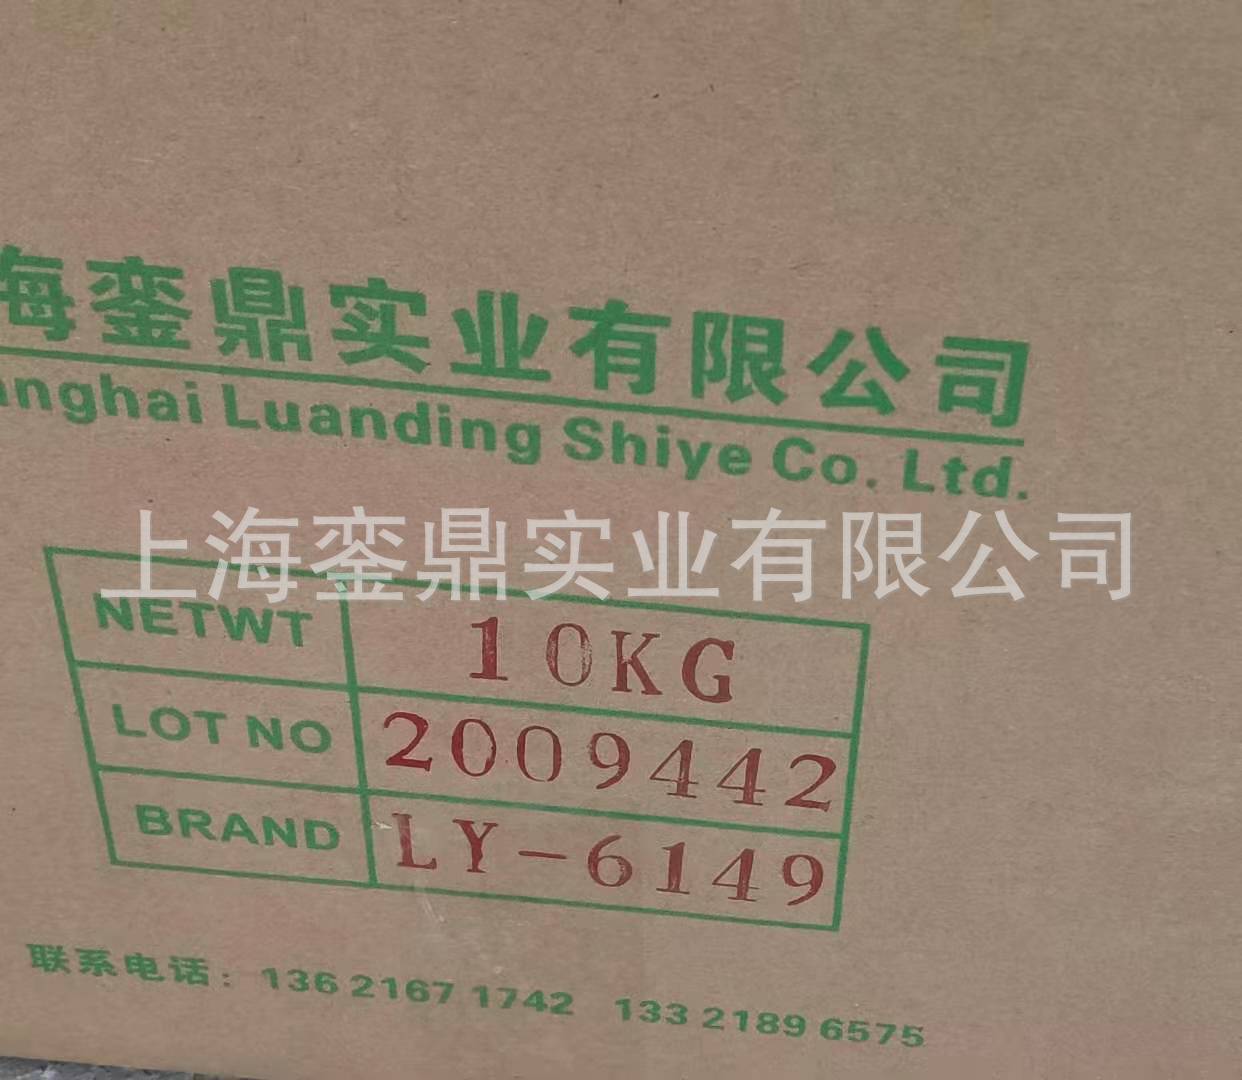 海銮鼎实业有限公司
anghai Luanding Shiye Co. Ltd.
上海銮鼎实业有限公司
NETWT 10KG
LOT NO 2009442
BRAND LY-6149
联系电话：136 2167 1742 133 2189 6575